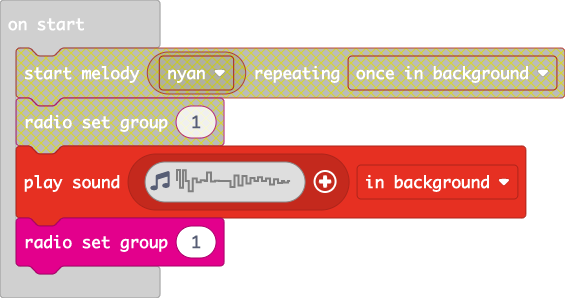 on start
start melody nyan repeating once in background
radio set group 1
play sound in background
radio set group 1